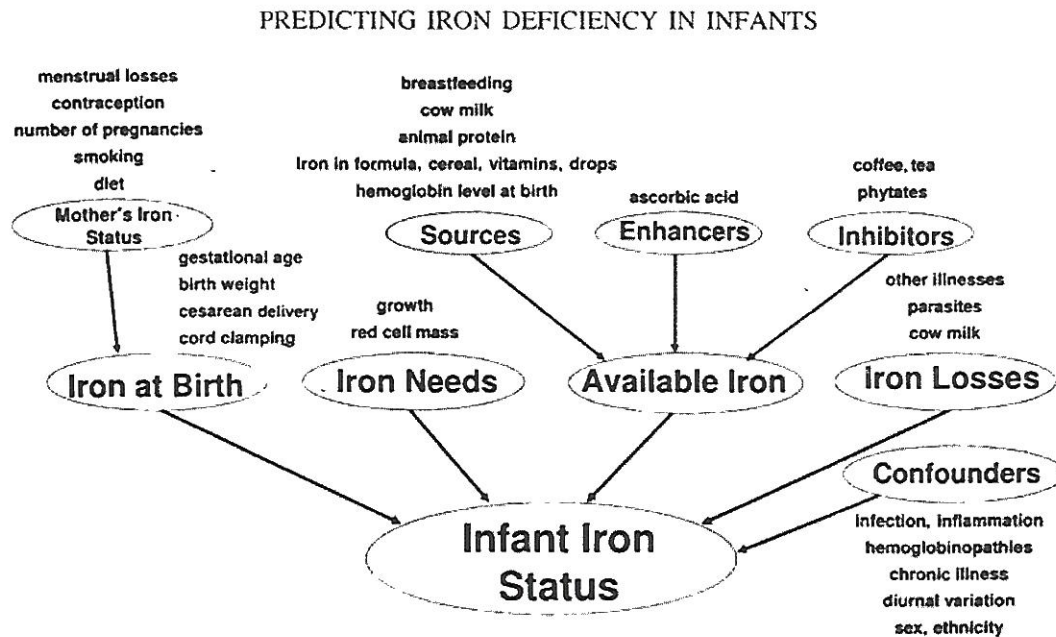 PREDICTING IRON DEFICIENCY IN INFANTS
menstrual losses
contraception
number of pregnancies
smoking
diet
Mother's Iron
Status
breastfeeding
cow milk
animal protein
Iron in formula, cereal, vitamins, drops
hemoglobin level at birth
Sources
ascorbic acid
Enhancers
coffee, tea
phytates
Inhibitors
gestational age
birth weight
cesarean delivery
cord clamping
Iron at Birth
growth
red cell mass
Iron Needs
Available Iron
other illnesses
parasites
cow milk
Iron Losses
Confounders
infection, inflammation
hemoglobinopathies
chronic illness
diurnal variation
sex, ethnicity
Infant Iron
Status